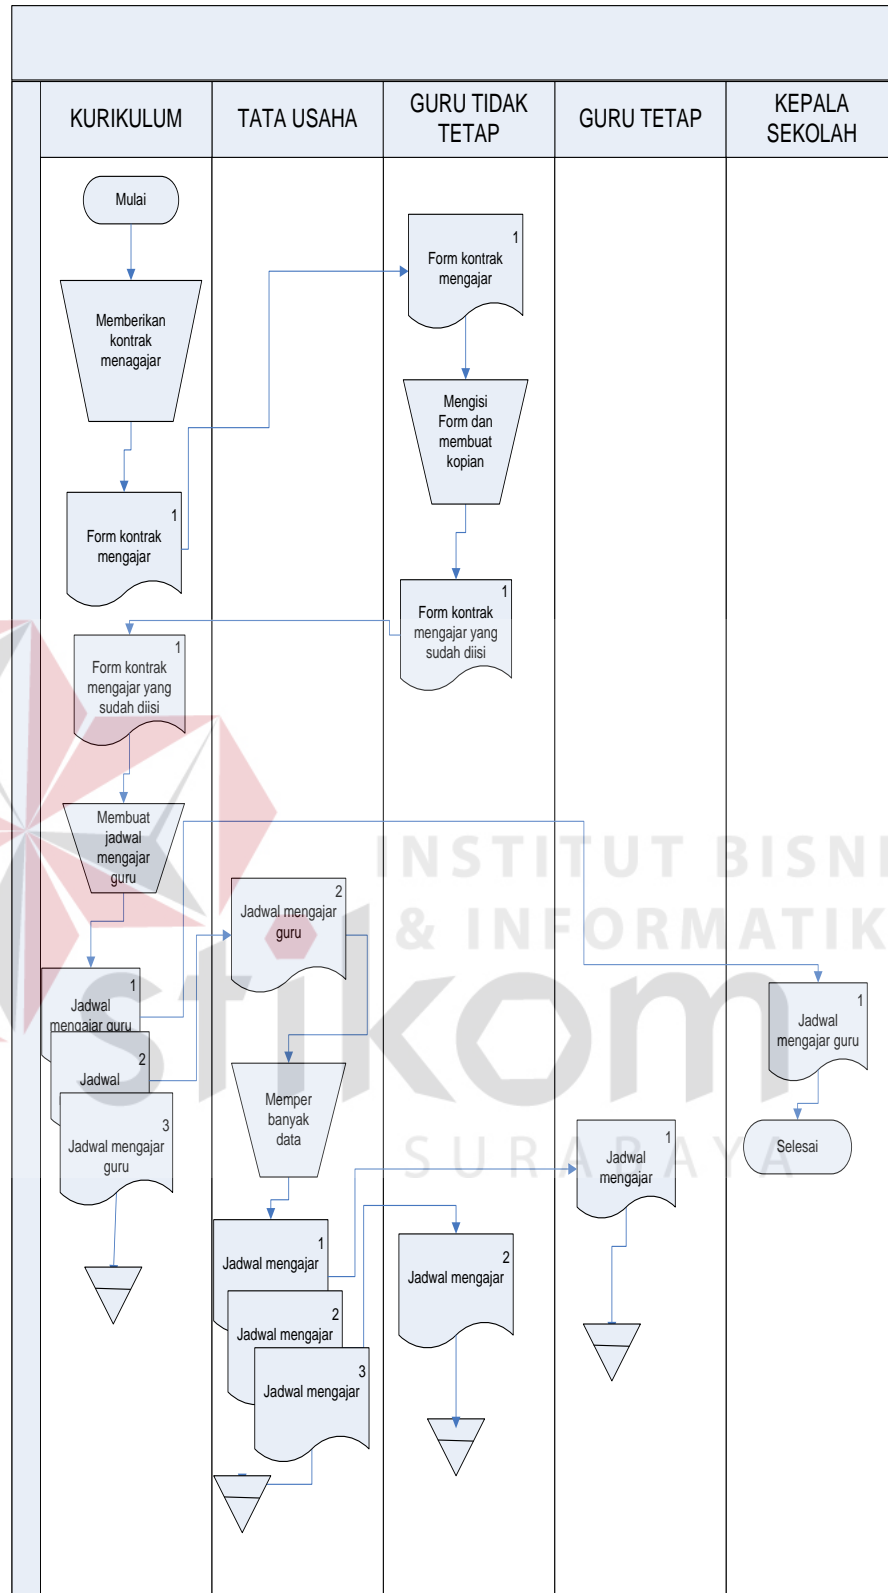 KURIKULUM
TATA USAHA
GURU TIDAK
TETAP
GURU TETAP
KEPALA
SEKOLAH
Mulai
Memberikan
kontrak
menagajar
1
Form kontrak
mengajar
1
Form kontrak
mengajar
Mengisi
Form dan
membuat
kopian
1
Form kontrak
mengajar yang
sudah diisi
1
Form kontrak
mengajar yang
sudah diisi
Membuat
jadwal
mengajar
guru
1
Jadwal
mengajar guru
2
Jadwal
3
Jadwal mengajar
guru
2
Jadwal mengajar
guru
Memper
banyak
data
1
Jadwal mengajar
2
Jadwal mengajar
3
Jadwal mengajar
2
Jadwal mengajar
1
Jadwal
mengajar
1
Jadwal
mengajar guru
Selesai
INSTITUT BISNI
& INFORMATIK
stikom
SURABAYA